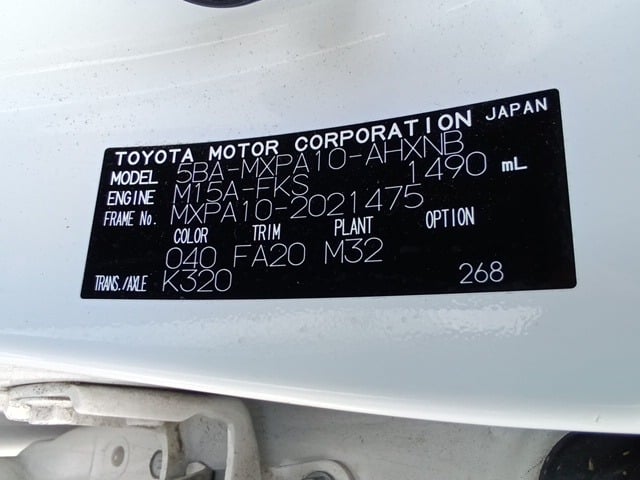 TOYOTA MOTOR CORPORATION JAPAN
MODEL 5BA-MXPA10-AHXNB
ENGINE M15A-FKS 1490 mL
FRAME No. MXPA10-2021475
COLOR TRIM PLANT OPTION
040 FA20 M32
TRANS./AXLE K320 268